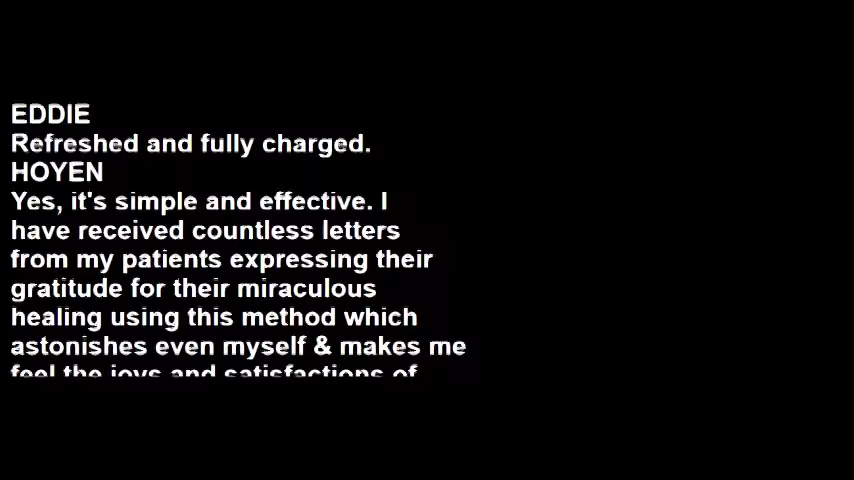 EDDIE
Refreshed and fully charged.
HOYEN
Yes, it's simple and effective. I
have received countless letters
from my patients expressing their
gratitude for their miraculous
healing using this method which
astonishes even myself & makes me
feel the joys and satisfactions of